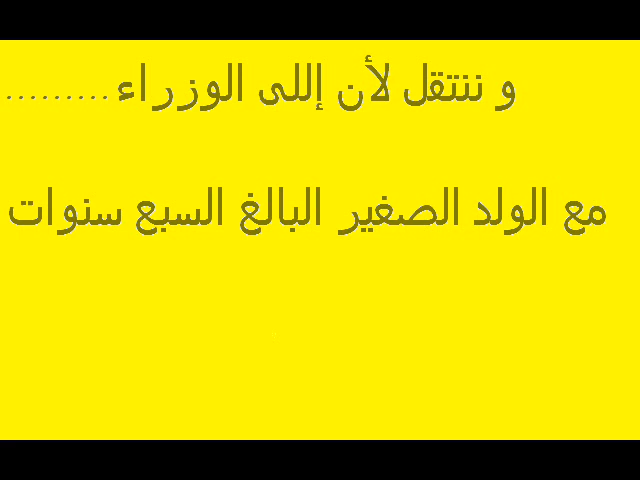 و ننتقل لأن إللى الوزراء .........
مع الولد الصغير البالغ السبع سنوات